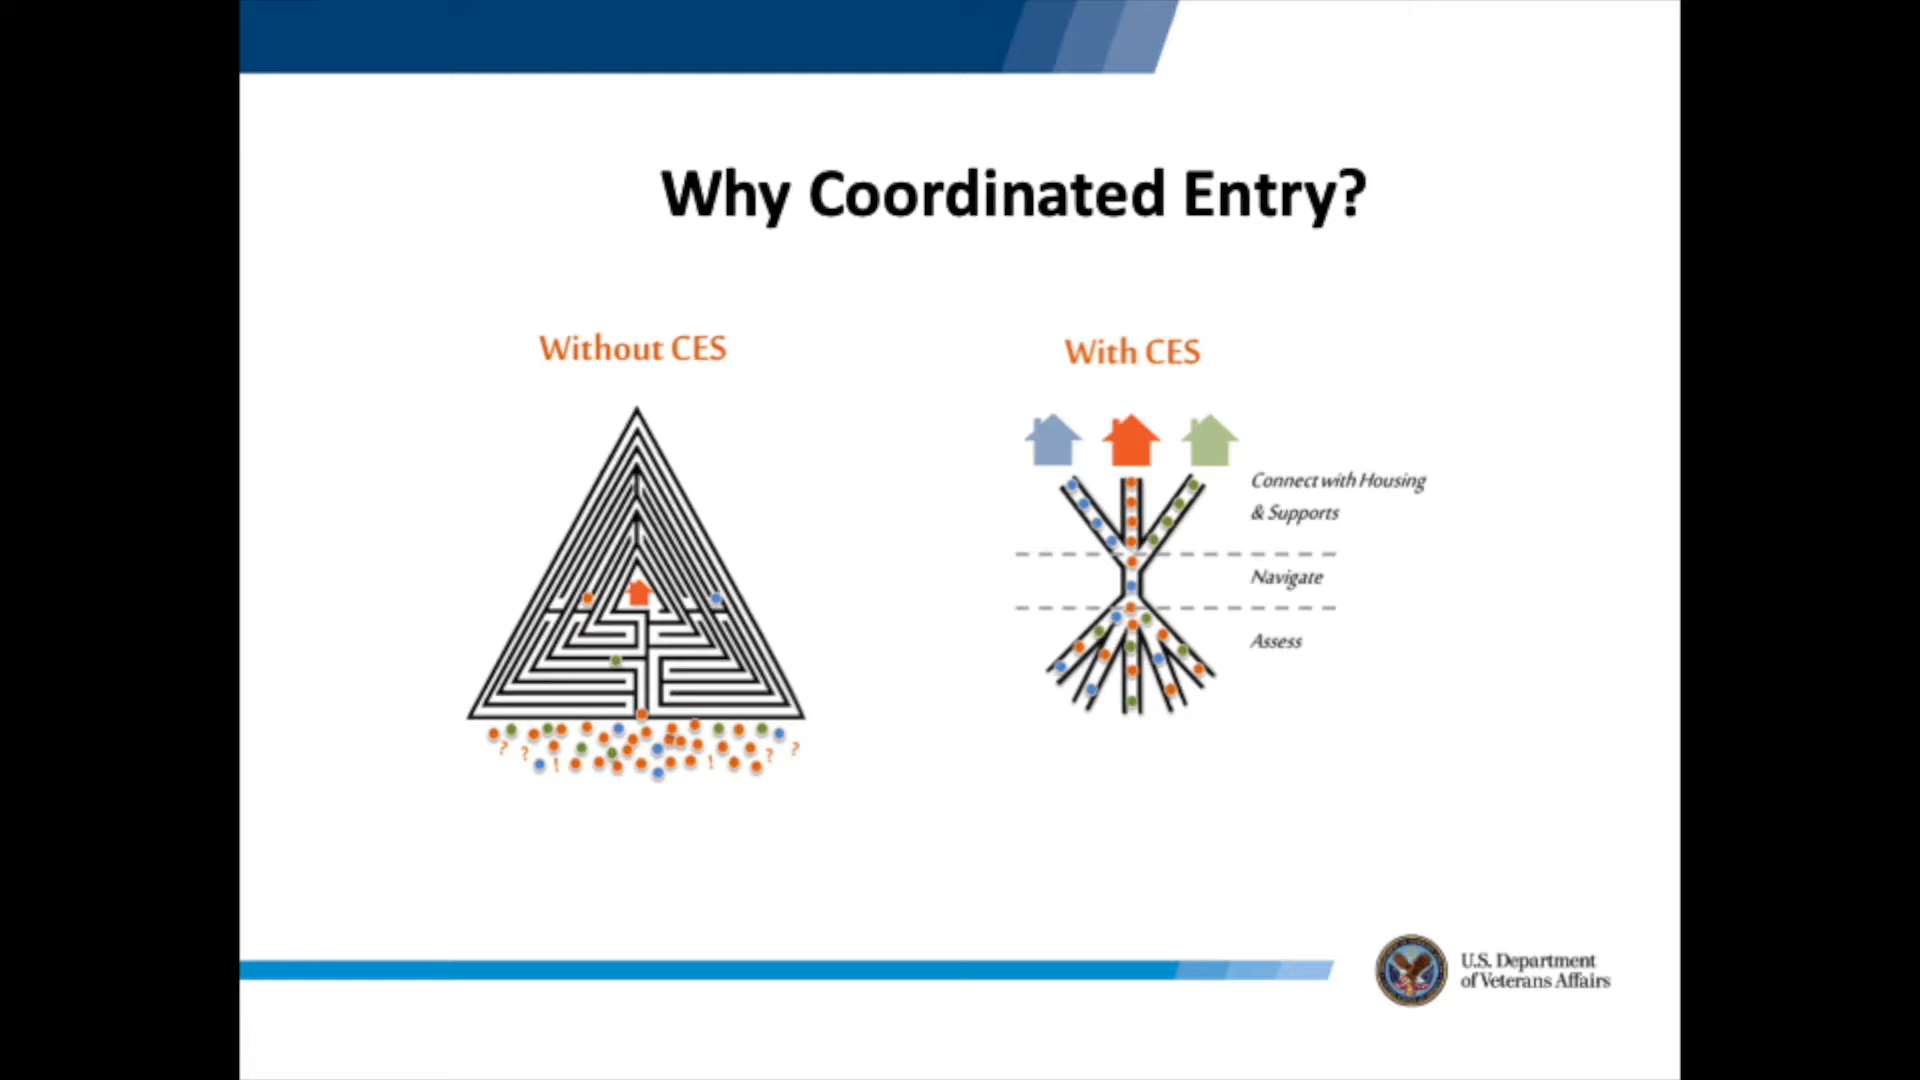 Why Coordinated Entry?
Without CES
With CES
Connect with Housing
& Supports
Navigate
Assess
? ? ! ! ? ?
U.S. Department
of Veterans Affairs